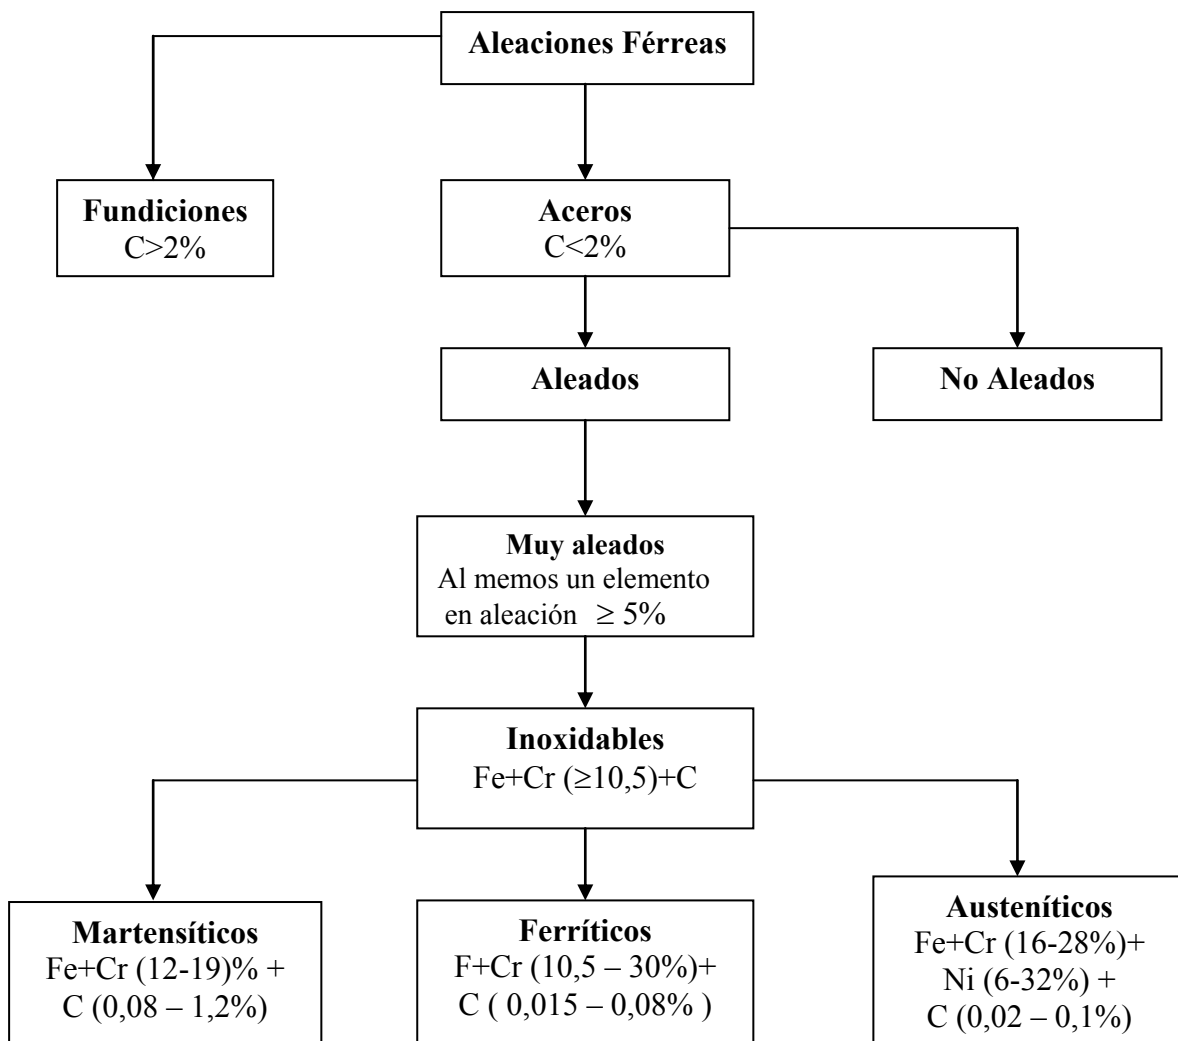 Aleaciones Férreas
Fundiciones
C>2%
Aceros
C<2%
Aleados
No Aleados
Muy aleados
Al memos un elemento
en aleación ≥ 5%
Inoxidables
Fe+Cr (≥10,5)+C
Martensíticos
Fe+Cr (12-19)% +
C (0,08 – 1,2%)
Ferríticos
F+Cr (10,5 – 30%)+
C ( 0,015 – 0,08% )
Austeníticos
Fe+Cr (16-28%)+
Ni (6-32%) +
C (0,02 – 0,1%)